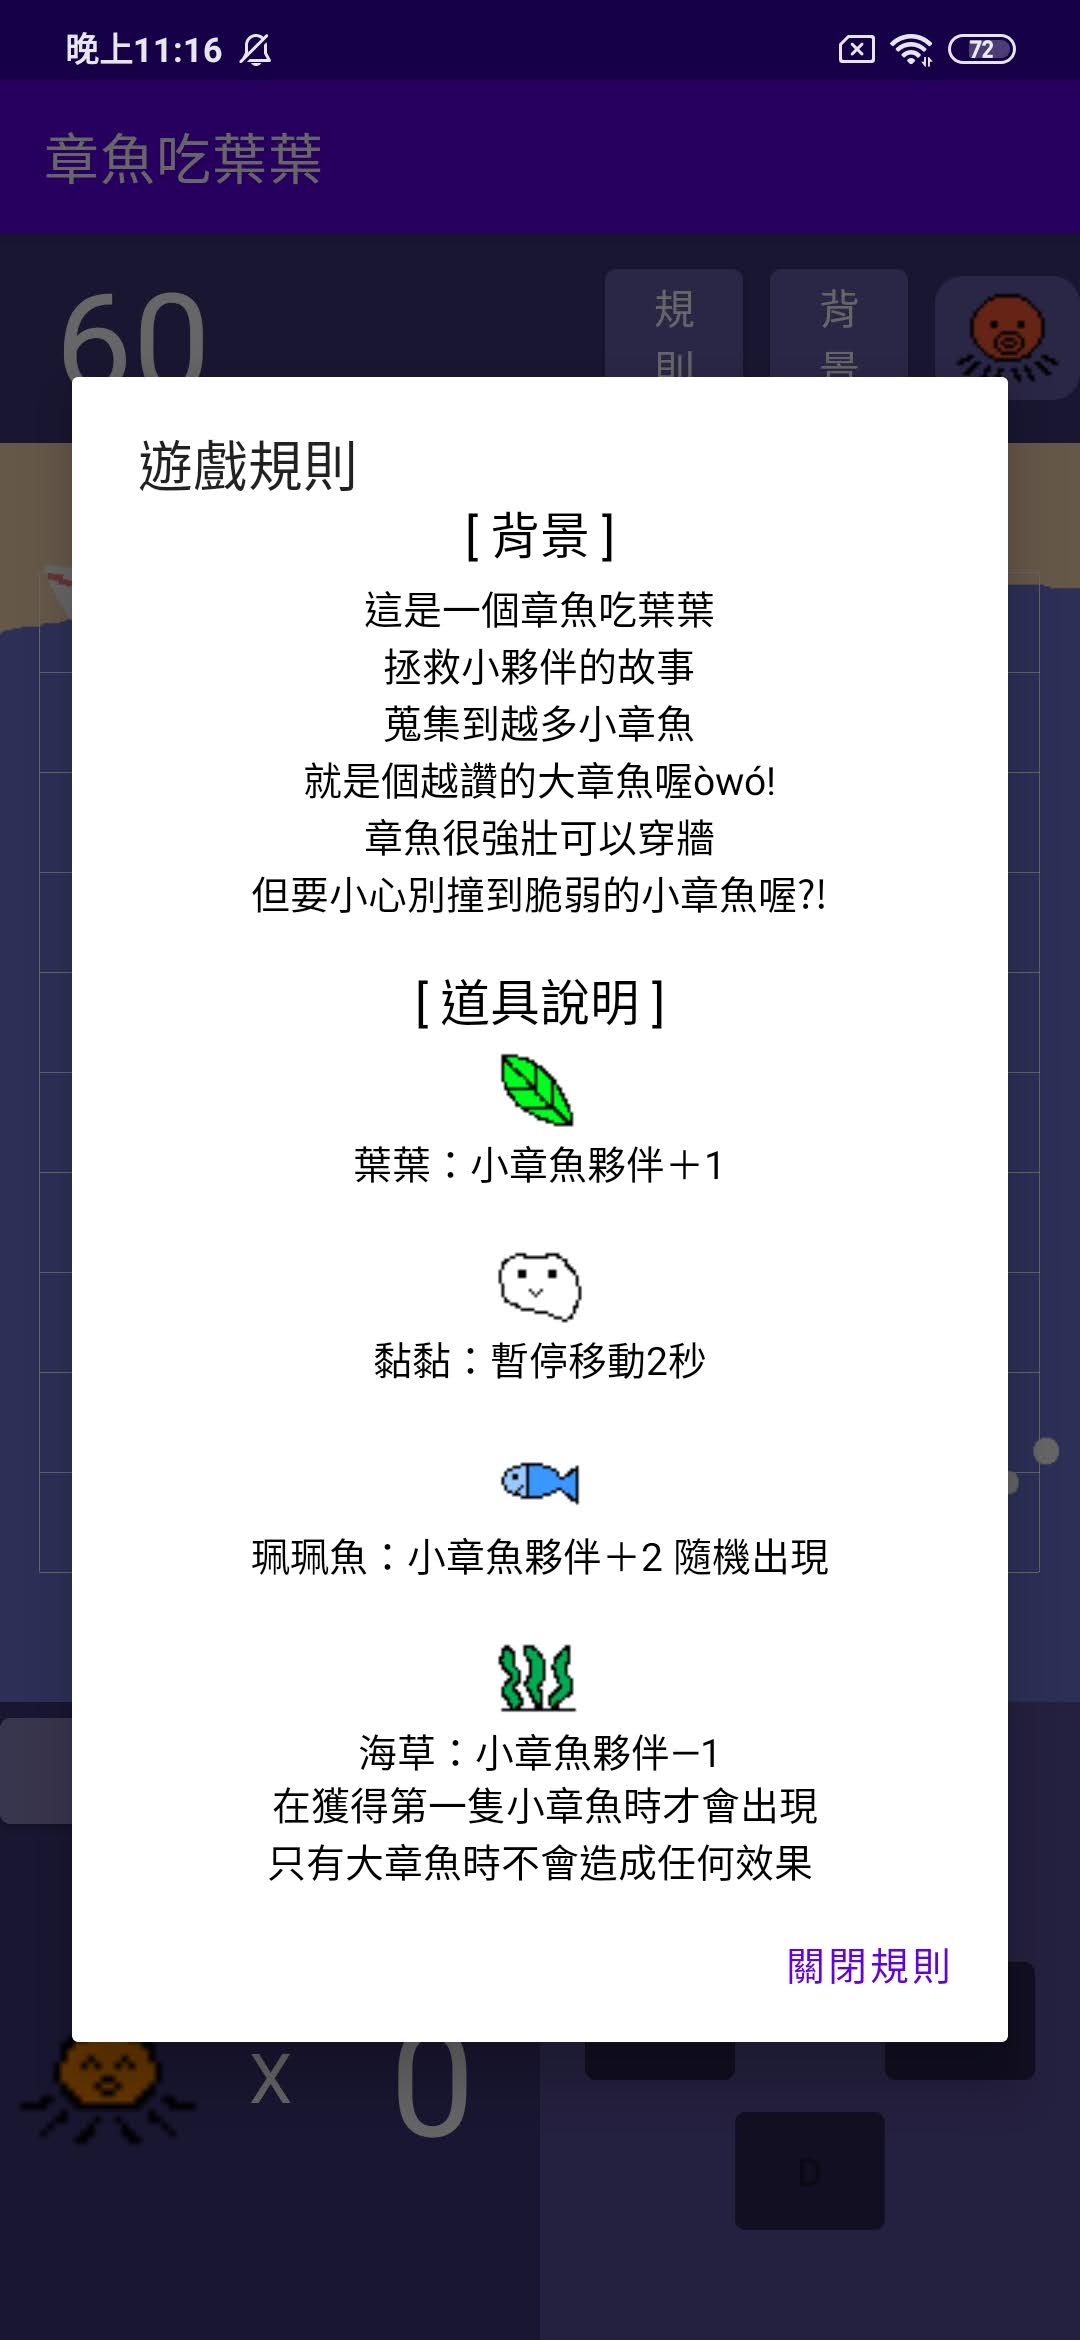 晚上11:16
72
章魚吃葉葉
60
規則
背景
遊戲規則
[ 背景 ]
這是一個章魚吃葉葉
拯救小夥伴的故事
蒐集到越多小章魚
就是個越讚的大章魚喔òwó!
章魚很強壯可以穿牆
但要小心別撞到脆弱的小章魚喔?!
[ 道具說明 ]
葉葉：小章魚夥伴＋1
黏黏：暫停移動2秒
珮珮魚：小章魚夥伴＋2 隨機出現
海草：小章魚夥伴−1
在獲得第一隻小章魚時才會出現
只有大章魚時不會造成任何效果
關閉規則
X 0
D